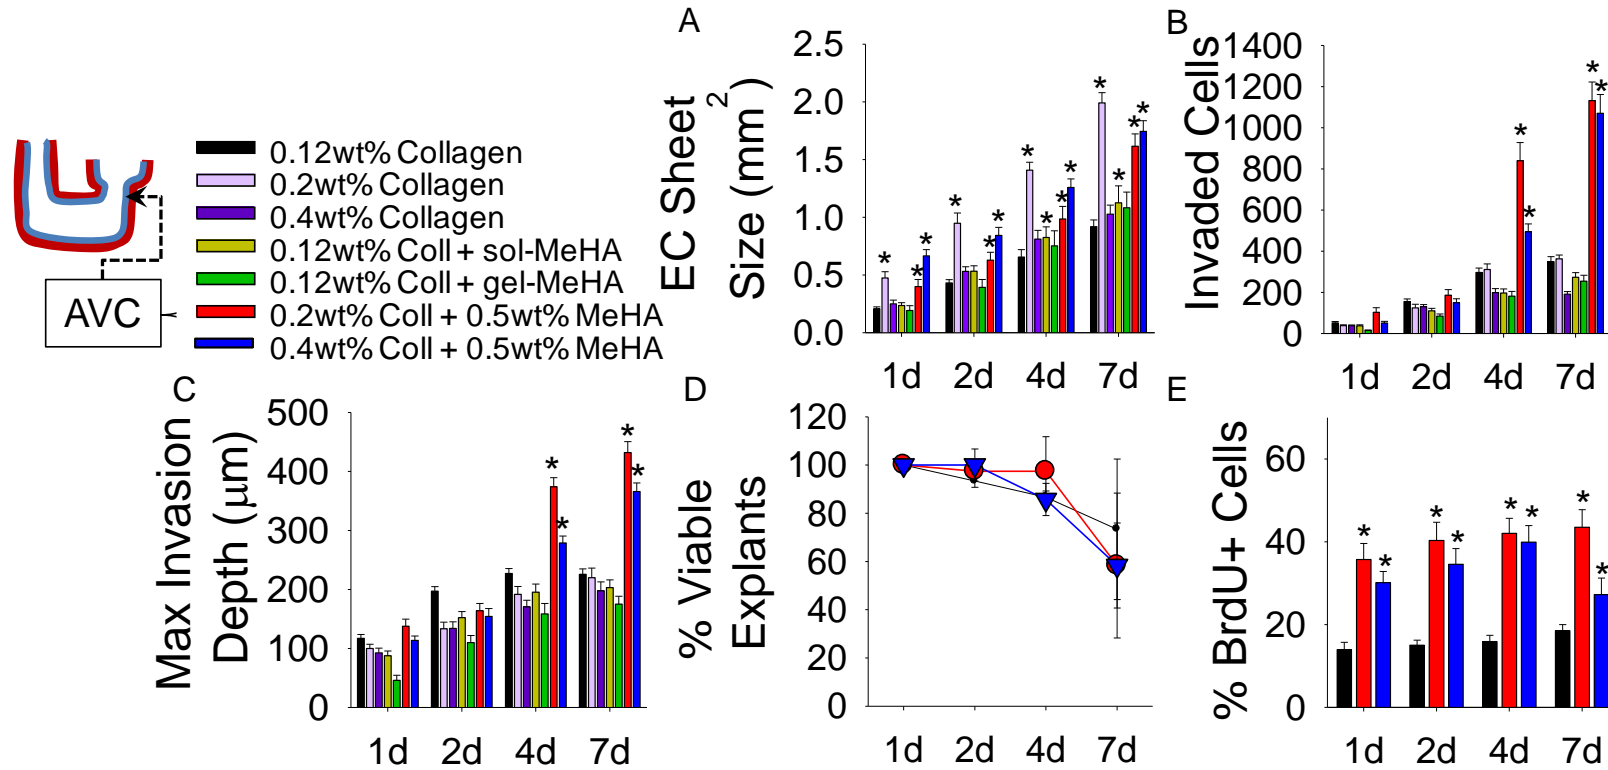 A
EC Sheet
Size (mm²)
2.5
2.0
1.5
1.0
0.5
0.0
* * * * * * * * * * * * * *
1d 2d 4d 7d
B
Invaded Cells
1400
1200
1000
800
600
400
200
0
* * * *
1d 2d 4d 7d
0.12wt% Collagen
0.2wt% Collagen
0.4wt% Collagen
0.12wt% Coll + sol-MeHA
0.12wt% Coll + gel-MeHA
0.2wt% Coll + 0.5wt% MeHA
0.4wt% Coll + 0.5wt% MeHA
AVC
C
Max Invasion
Depth (μm)
500
400
300
200
100
0
* * * *
1d 2d 4d 7d
D
% Viable
Explants
120
100
80
60
40
20
0
1d 2d 4d 7d
E
% BrdU+ Cells
60
40
20
0
* * * * * * * *
1d 2d 4d 7d